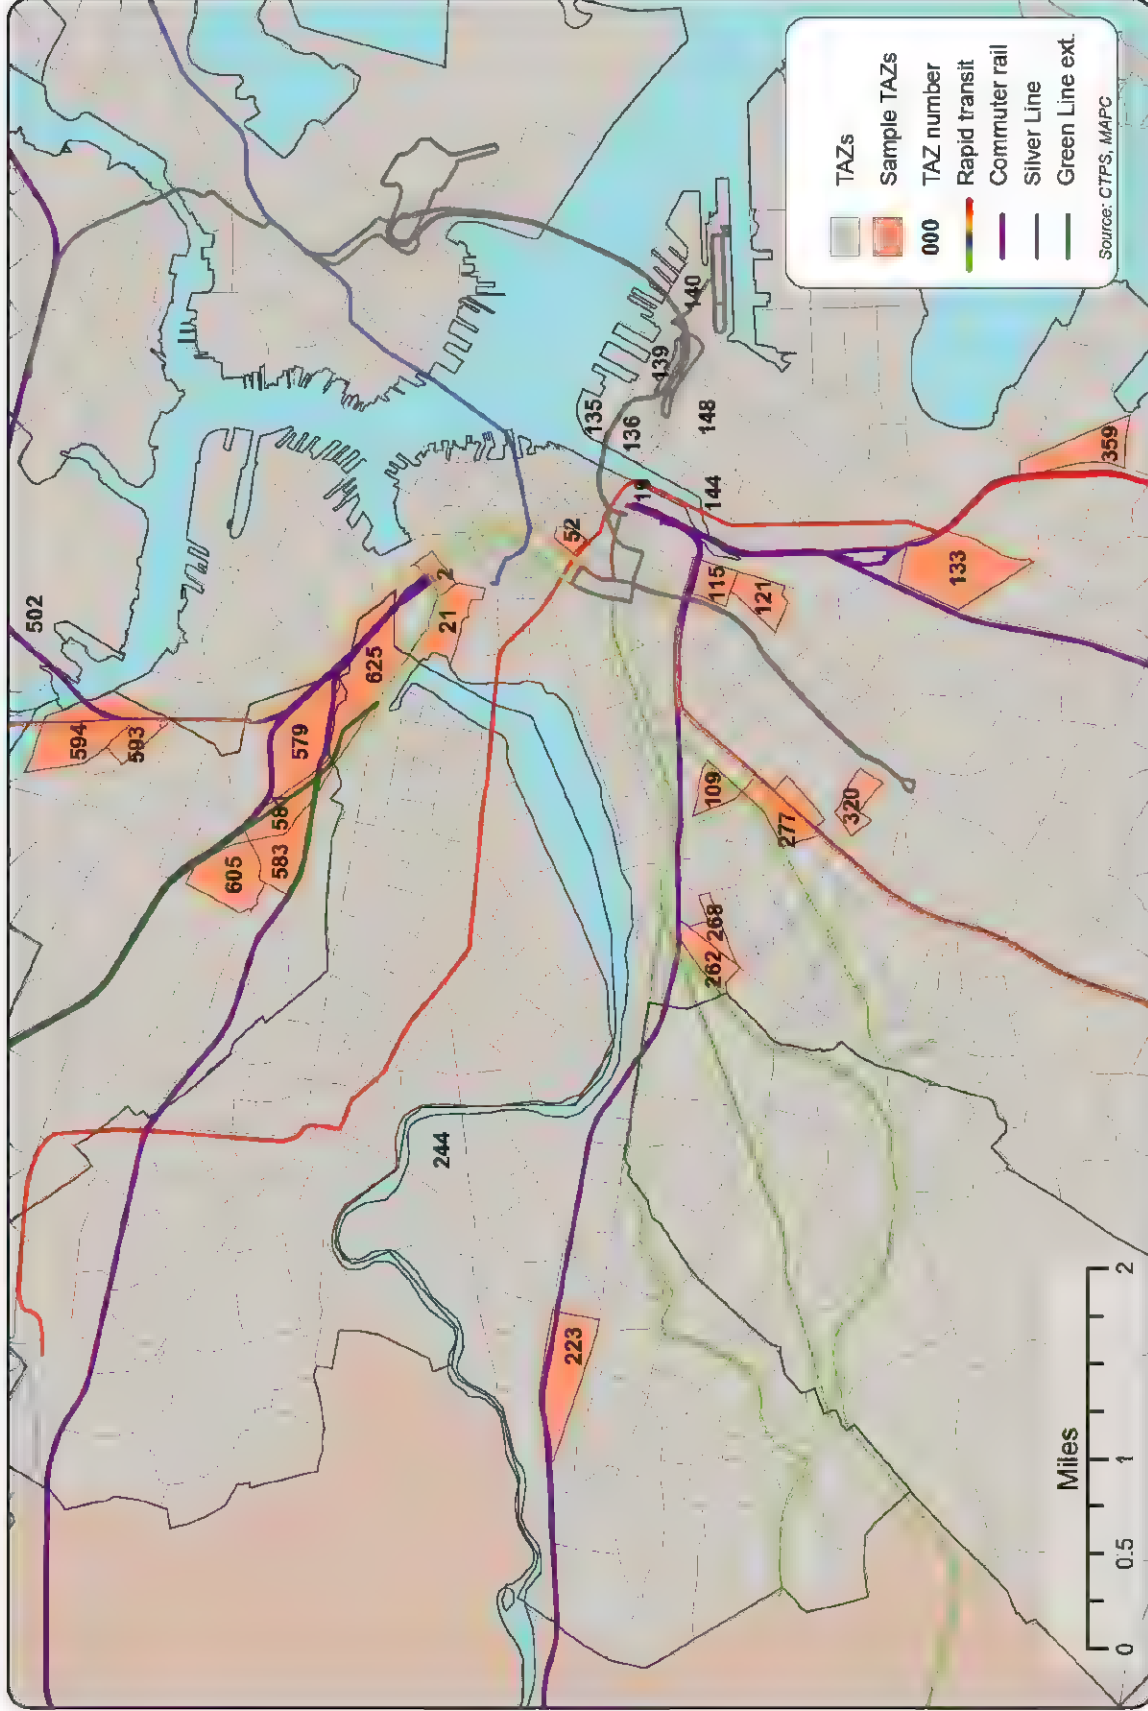 502
594
593
605
583
58
579
625
244
21
2
223
52
135
136
139
140
262
268
109
115
144
148
121
277
320
133
359
TAZs
Sample TAZs
000 TAZ number
Rapid transit
Commuter rail
Silver Line
Green Line ext.
Source: CTPS, MAPC
Miles
0 0.5 1 2